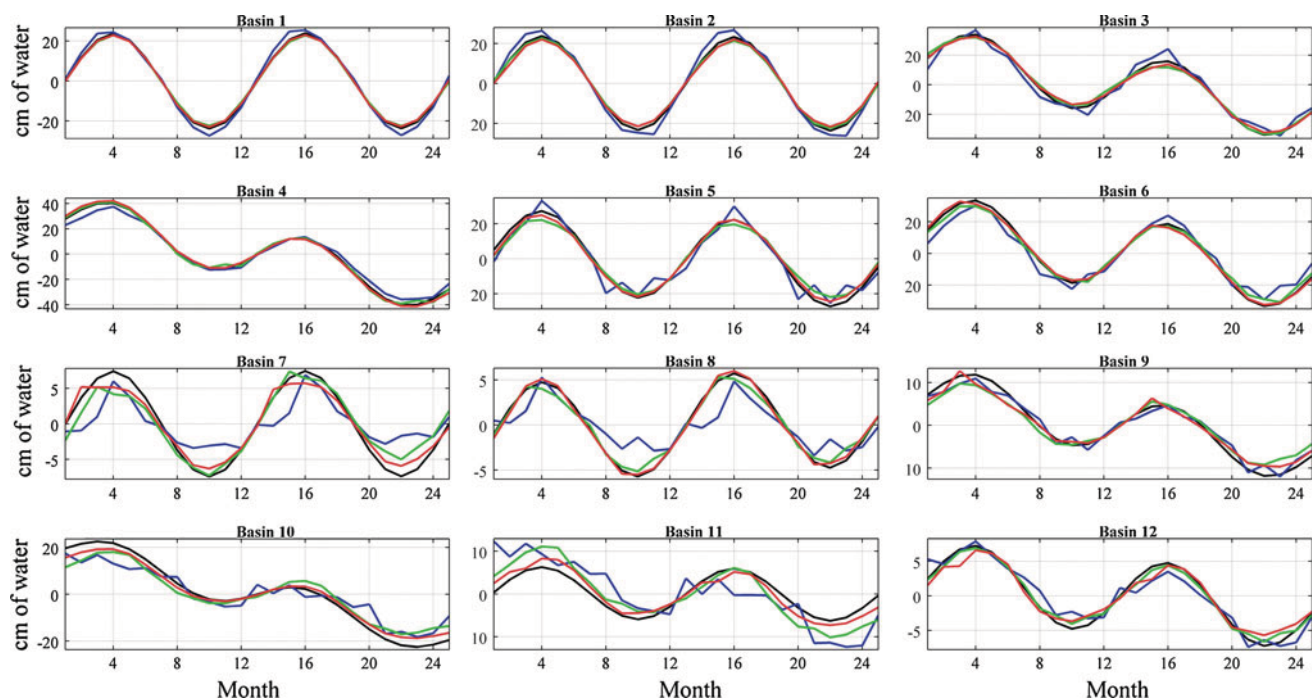 Basin 1
Basin 2
Basin 3
cm of water
20
0
-20
4 8 12 16 20 24
20
0
20
4 8 12 16 20 24
20
0
20
4 8 12 16 20 24
Basin 4
Basin 5
Basin 6
cm of water
40
20
0
-20
-40
4 8 12 16 20 24
20
0
20
4 8 12 16 20 24
20
0
20
4 8 12 16 20 24
Basin 7
Basin 8
Basin 9
cm of water
5
0
-5
4 8 12 16 20 24
5
0
-5
4 8 12 16 20 24
10
0
10
4 8 12 16 20 24
Basin 10
Basin 11
Basin 12
cm of water
20
0
-20
4 8 12 16 20 24
10
0
10
4 8 12 16 20 24
5
0
-5
4 8 12 16 20 24
Month
Month
Month